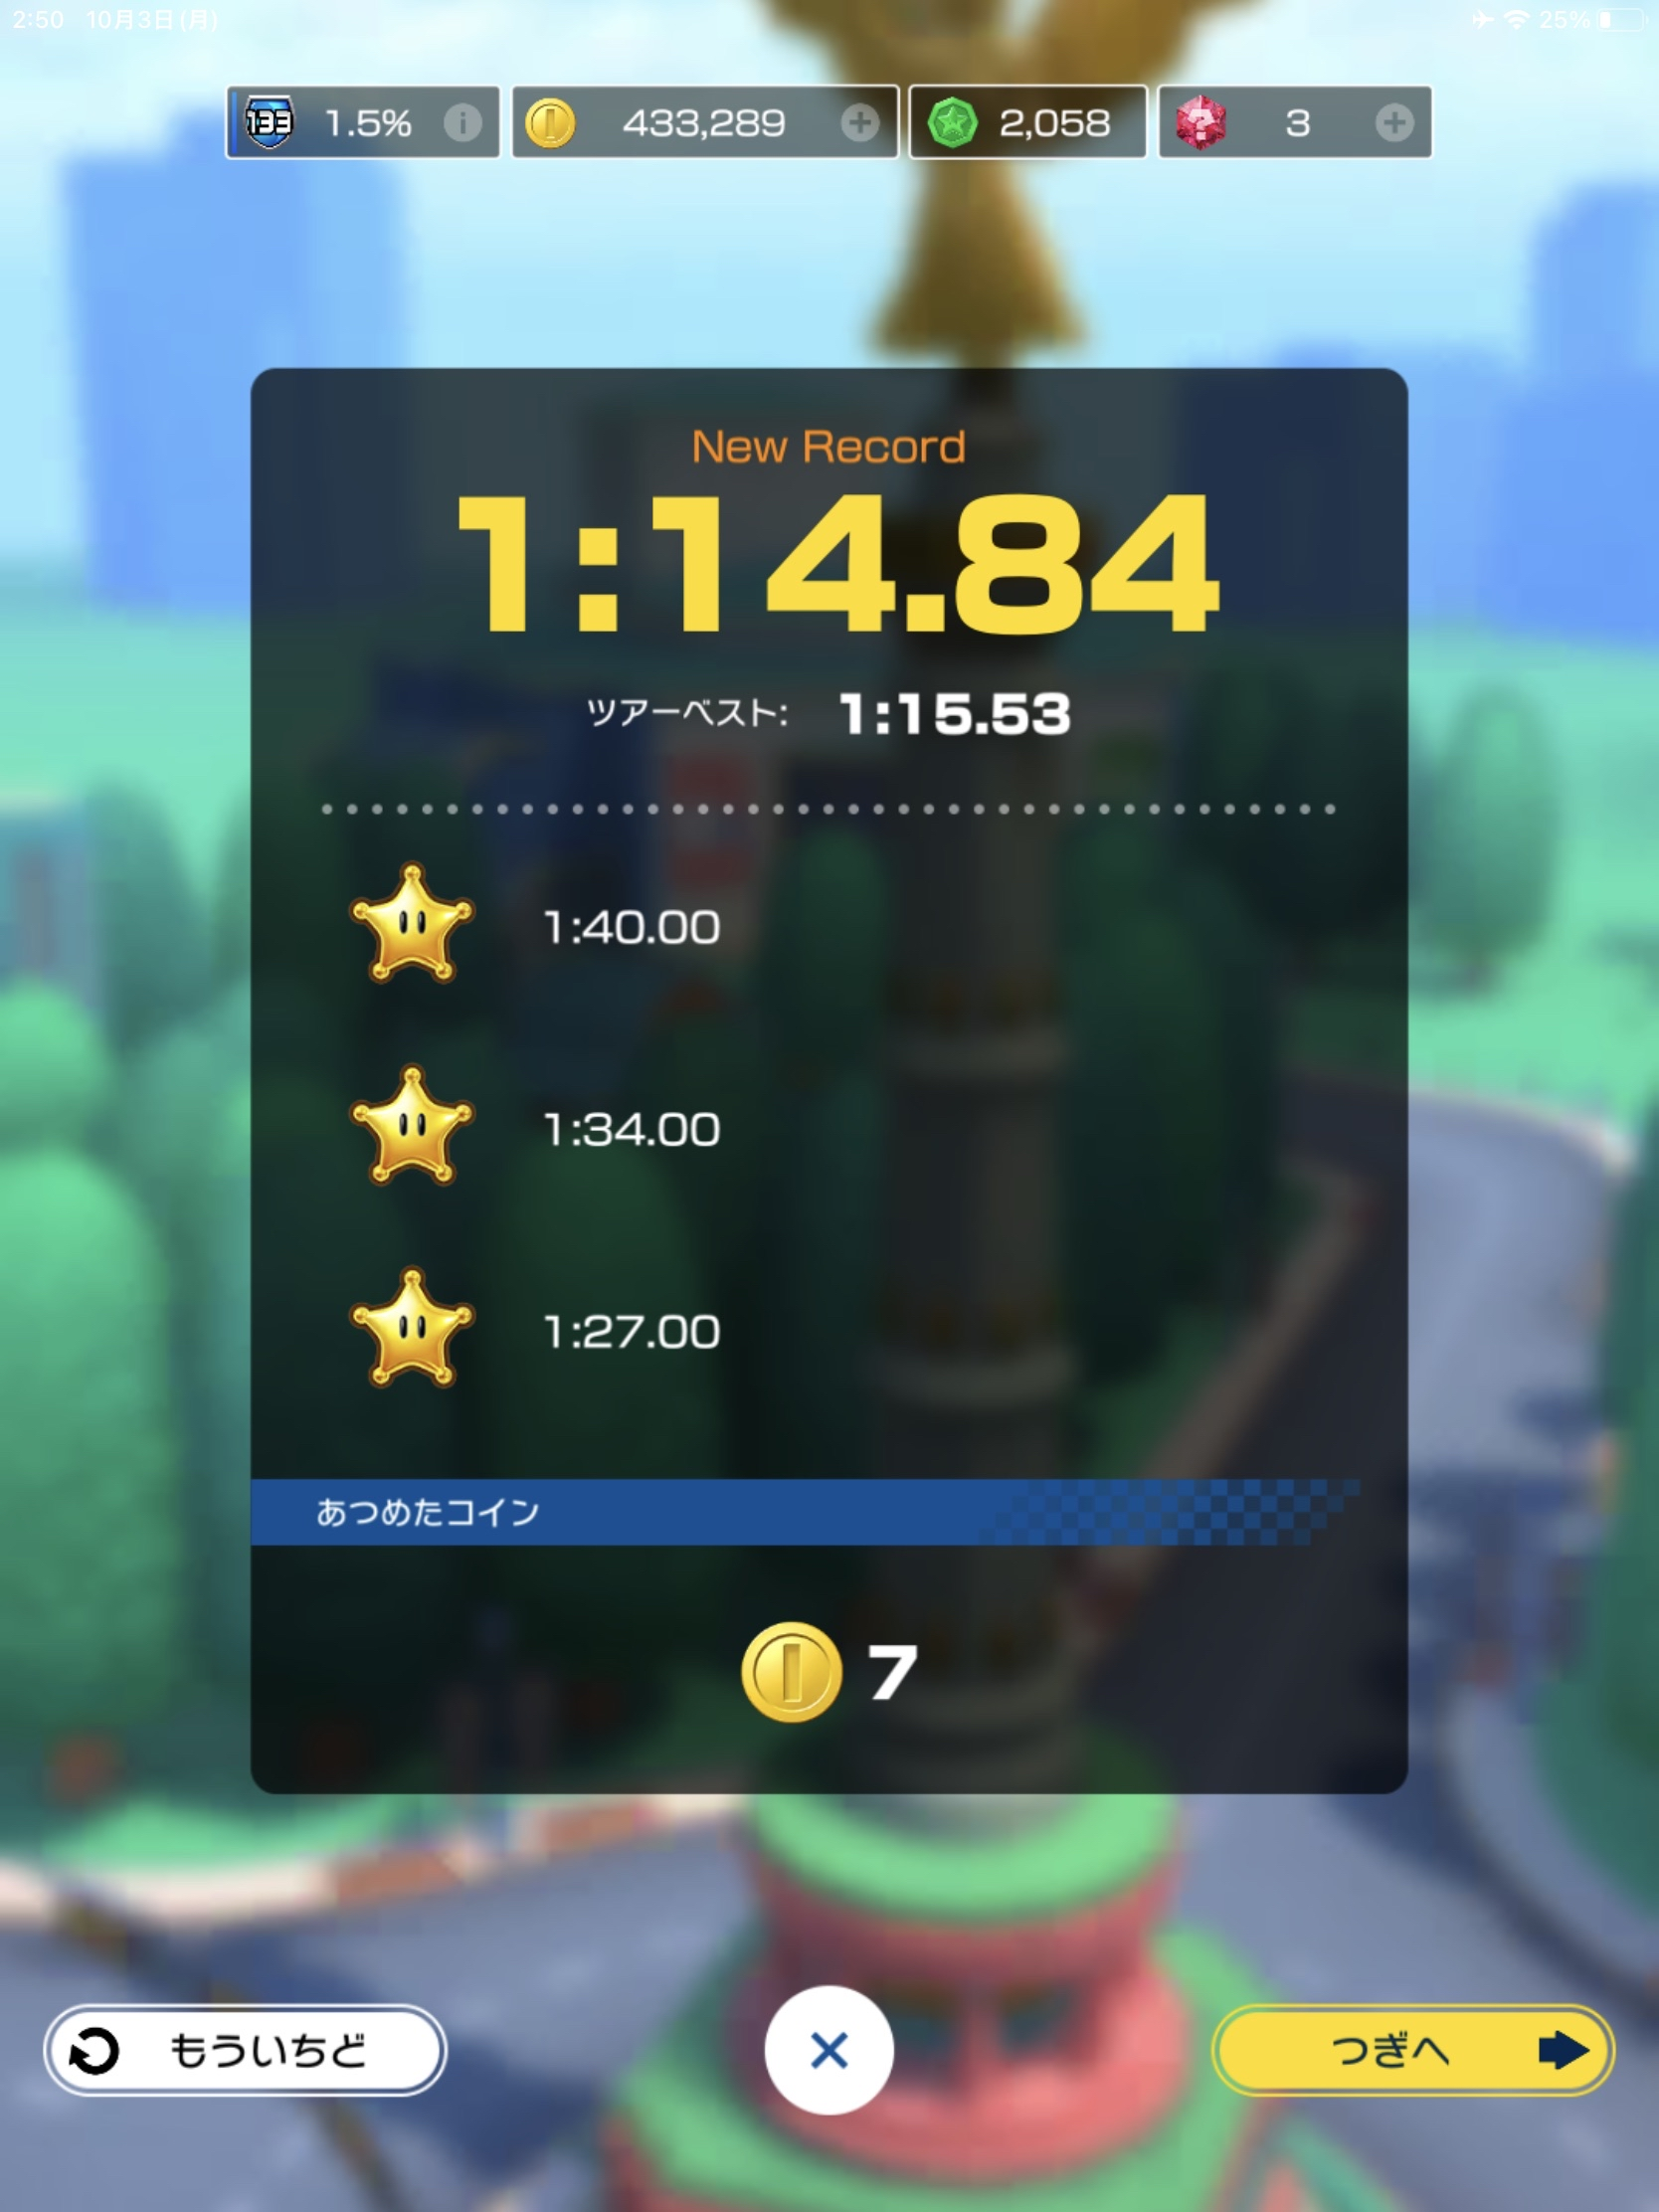 2:50 10月3日(月) 25%
133 1.5% 433,289 2,058 3
New Record
1:14.84
ツアーベスト: 1:15.53
1:40.00
1:34.00
1:27.00
あつめたコイン
7
もういちど つぎへ